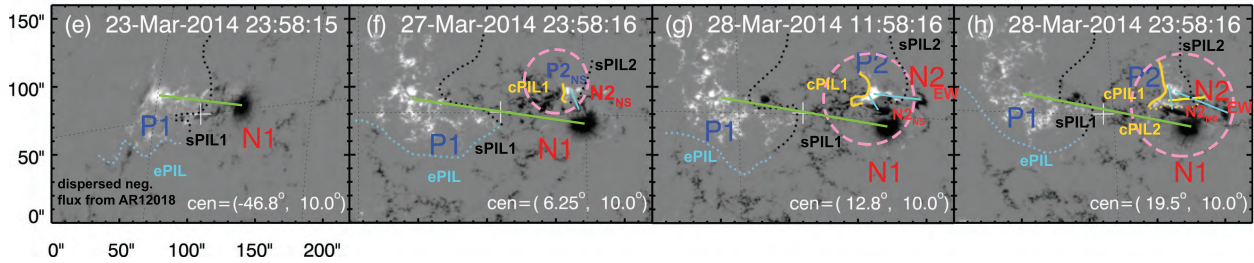 150"
100"
50"
0"
(e) 23-Mar-2014 23:58:15
P1
sPIL1
N1
ePIL
dispersed neg.
flux from AR12018
cen=(-46.8°, 10.0°)
(f) 27-Mar-2014 23:58:16
sPIL2
P2NS
cPIL1
N2NS
P1
sPIL1
N1
ePIL
cen=( 6.25°, 10.0°)
(g) 28-Mar-2014 11:58:16
sPIL2
P2
cPIL1
N2EW
N2NS
P1
sPIL1
N1
ePIL
cen=( 12.8°, 10.0°)
(h) 28-Mar-2014 23:58:16
sPIL2
cPIL1
P2
N2EW
N2NS
P1
cPIL2
sPIL1
ePIL
N1
cen=( 19.5°, 10.0°)
0" 50" 100" 150" 200"